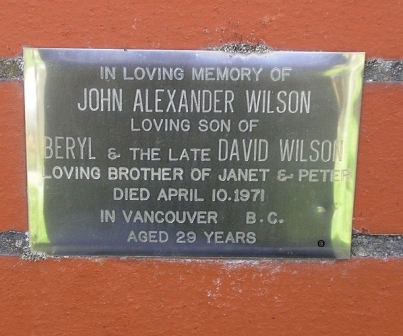 IN LOVING MEMORY OF
JOHN ALEXANDER WILSON
LOVING SON OF
BERYL & THE LATE DAVID WILSON
LOVING BROTHER OF JANET & PETER
DIED APRIL 10.1971
IN VANCOUVER B.C.
AGED 29 YEARS